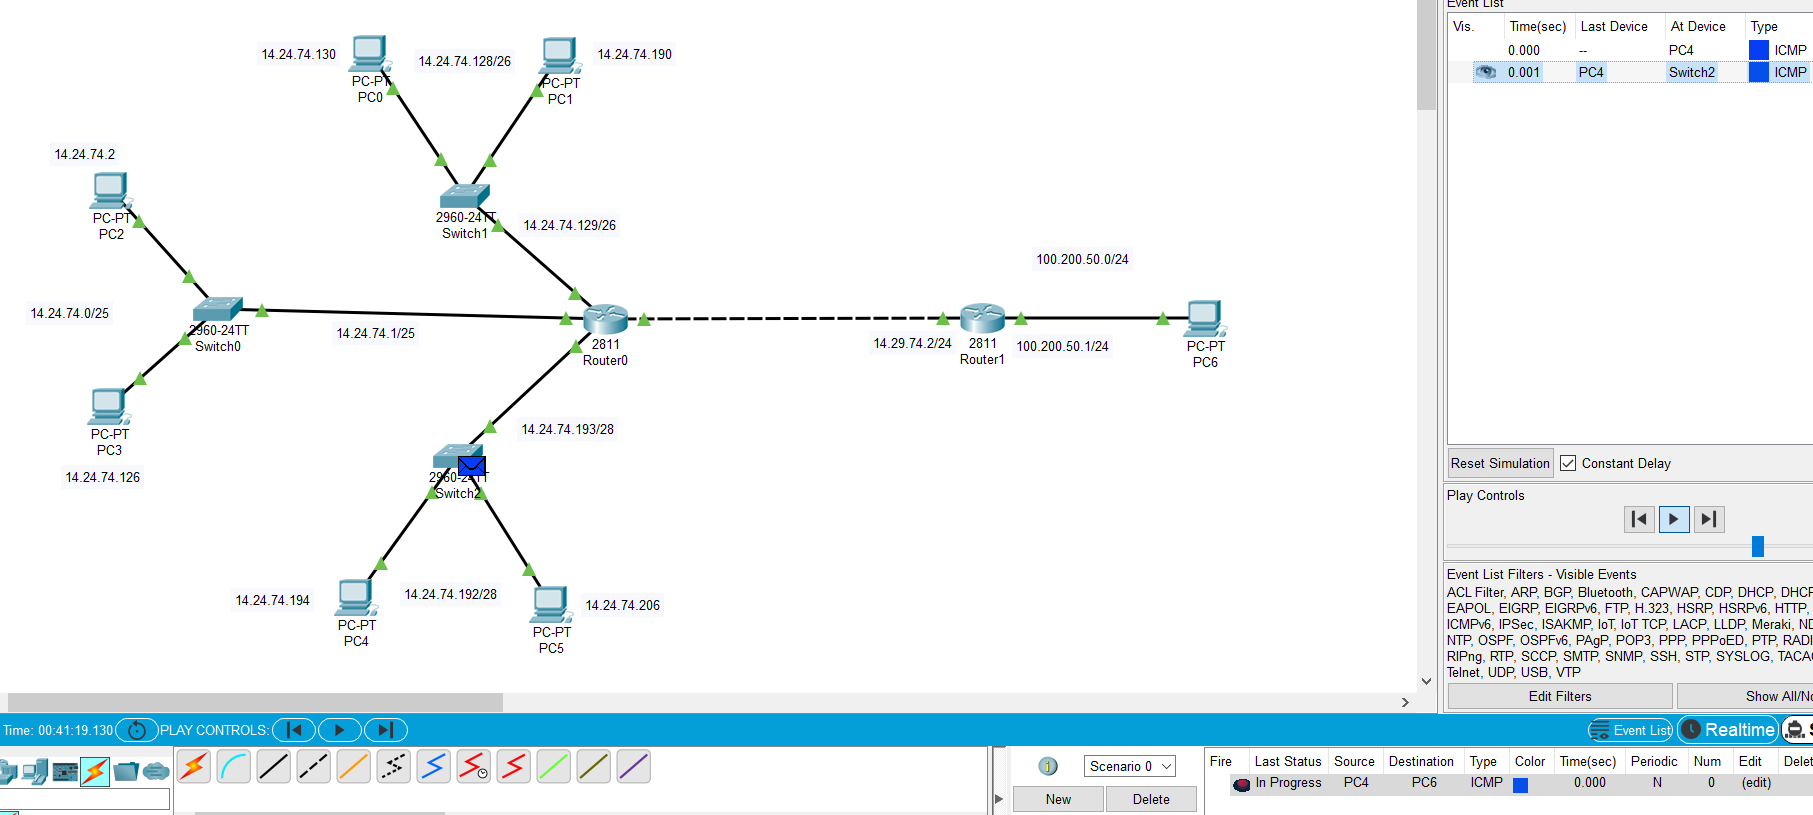 Event List
Vis. Time(sec) Last Device At Device Type
0.000 -- PC4 ICMP
0.001 PC4 Switch2 ICMP
14.24.74.130
14.24.74.128/26
14.24.74.190
PC-PT
PC0
PC-PT
PC1
14.24.74.2
PC-PT
PC2
2960-24TT
Switch1
14.24.74.129/26
100.200.50.0/24
14.24.74.0/25
2960-24TT
Switch0
14.24.74.1/25
2811
Router0
14.29.74.2/24
2811
Router1
100.200.50.1/24
PC-PT
PC6
PC-PT
PC3
14.24.74.126
14.24.74.193/28
2960-24TT
Switch2
14.24.74.194
14.24.74.192/28
14.24.74.206
PC-PT
PC4
PC-PT
PC5
Reset Simulation
Constant Delay
Play Controls
Event List Filters - Visible Events
ACL Filter, ARP, BGP, Bluetooth, CAPWAP, CDP, DHCP, DHCP
EAPOL, EIGRP, EIGRPv6, FTP, H.323, HSRP, HSRPv6, HTTP,
ICMPv6, IPSec, ISAKMP, IoT, IoT TCP, LACP, LLDP, Meraki, ND
NTP, OSPF, OSPFv6, PAgP, POP3, PPP, PPPoED, PTP, RADI
RIPng, RTP, SCCP, SMTP, SNMP, SSH, STP, SYSLOG, TACAC
Telnet, UDP, USB, VTP
Edit Filters
Show All/No
Time: 00:41:19.130
PLAY CONTROLS:
Event List
Realtime
S
Scenario 0
New
Delete
Fire Last Status Source Destination Type Color Time(sec) Periodic Num Edit Delet
In Progress PC4 PC6 ICMP 0.000 N 0 (edit)